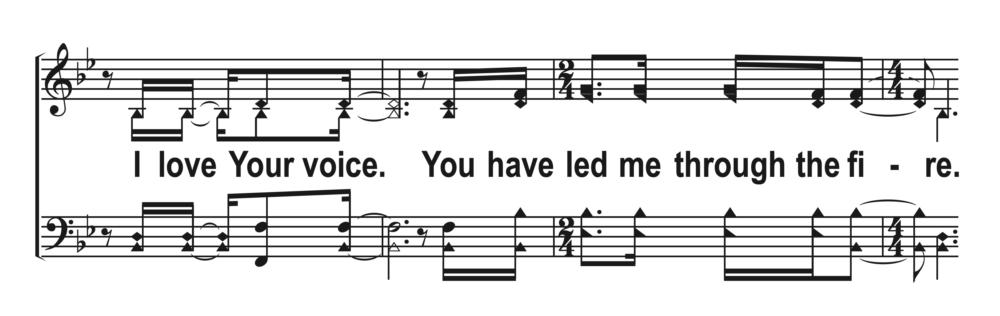 I love Your voice. You have led me through the fi - re.